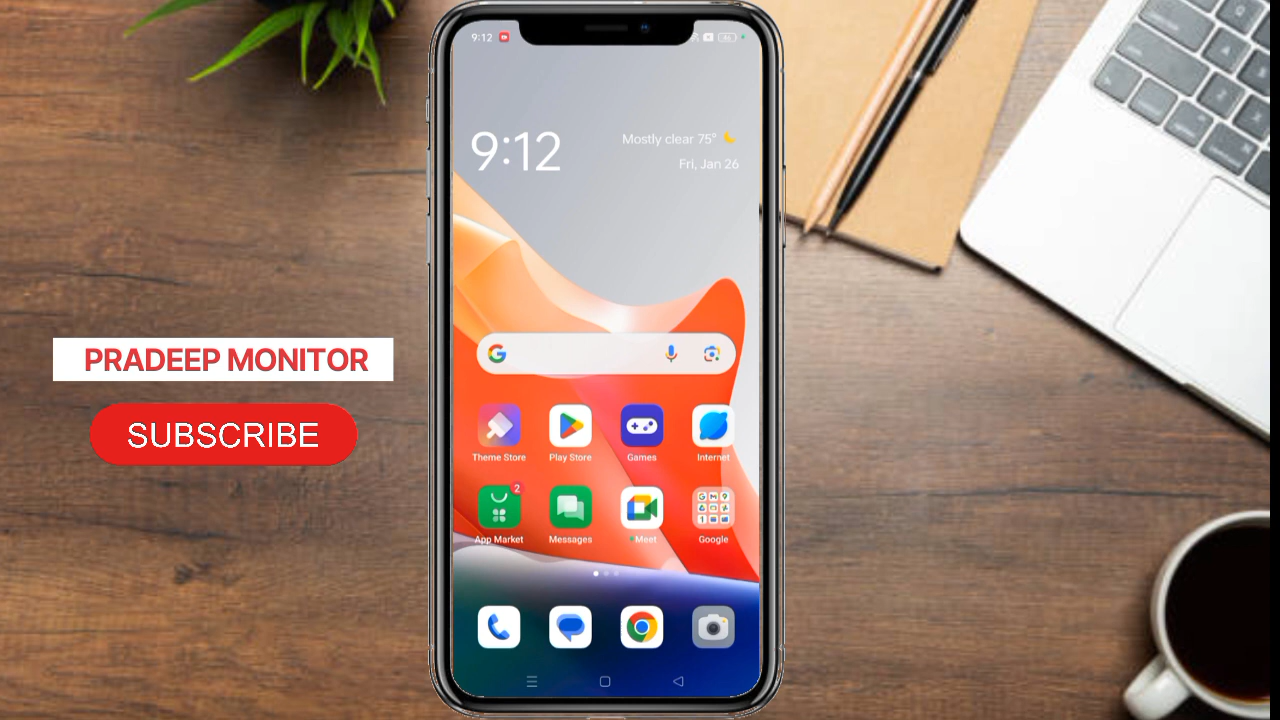 9:12
9:12
Mostly clear 75°
Fri, Jan 26
PRADEEP MONITOR
SUBSCRIBE
Theme Store
Play Store
Games
Internet
2
App Market
Messages
Meet
Google